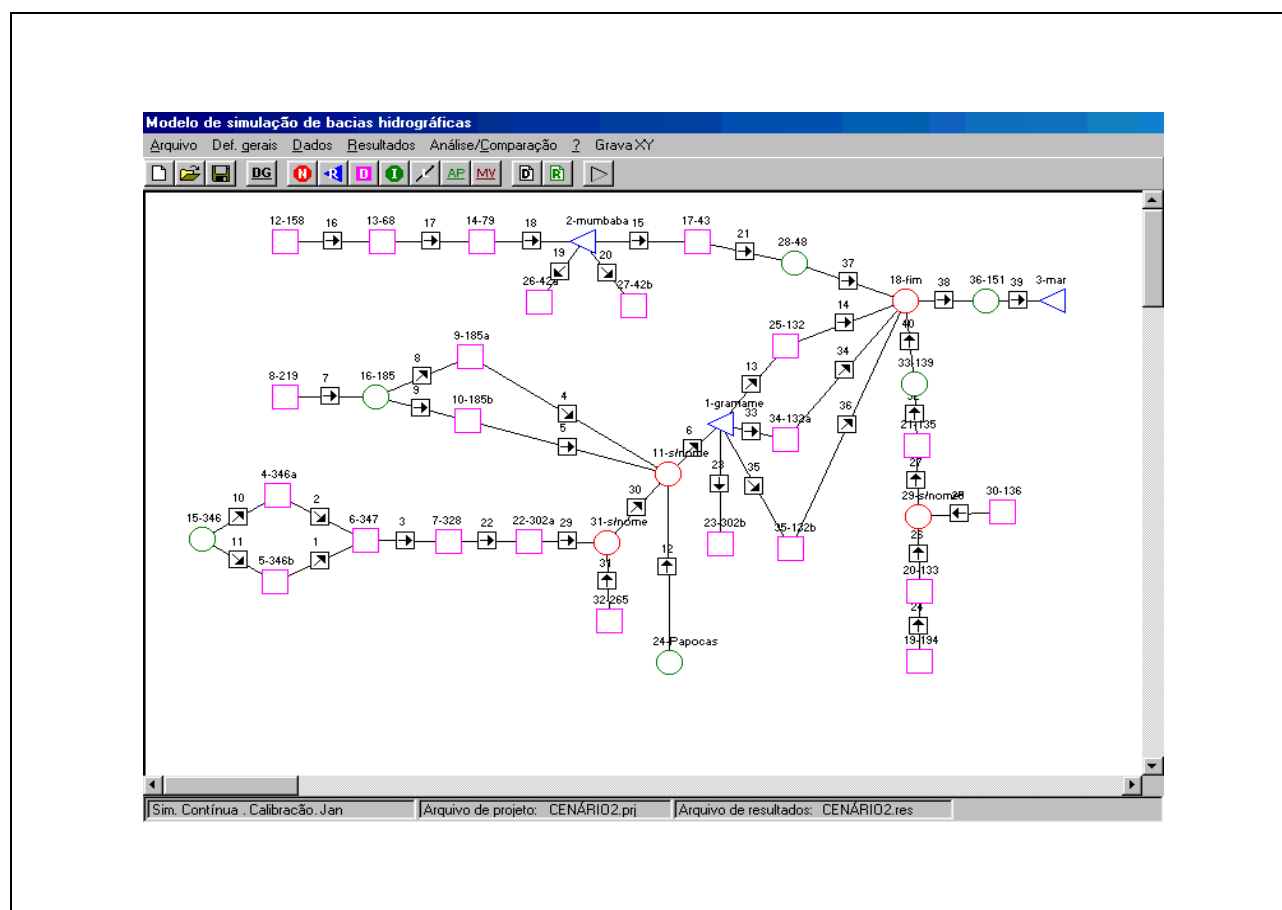 Modelo de simulação de bacias hidrográficas
Arquivo Def. gerais Dados Resultados Análise/Comparação ? Grava XY
DG N R D I AP MV D R
12-158 16 13-68 17 14-79 18 2-mumbaba 15 17-43
21 28-48
19 20 37
26-42a 27-42b 18-fim 38 36-151 39 3-mar
14
9-185a 25-132 40
8 34
8-219 7 16-185 13 33-139
9 4
10-185b 1-gramame 36
5 6 33 34-132a 21-135
11-s/nome
4-346a 30 23 35 27
10 2 29-s/nome 25 30-136
15-346 6-347 3 7-328 22 22-302a 29 31-s/nome 23-302b 35-132b
11 1 26
5-346b 31 12 20-133
32-265 24
24-Papocas 19-194
Sim. Contínua . Calibracão. Jan Arquivo de projeto: CENÁRIO2.prj Arquivo de resultados: CENÁRIO2.res